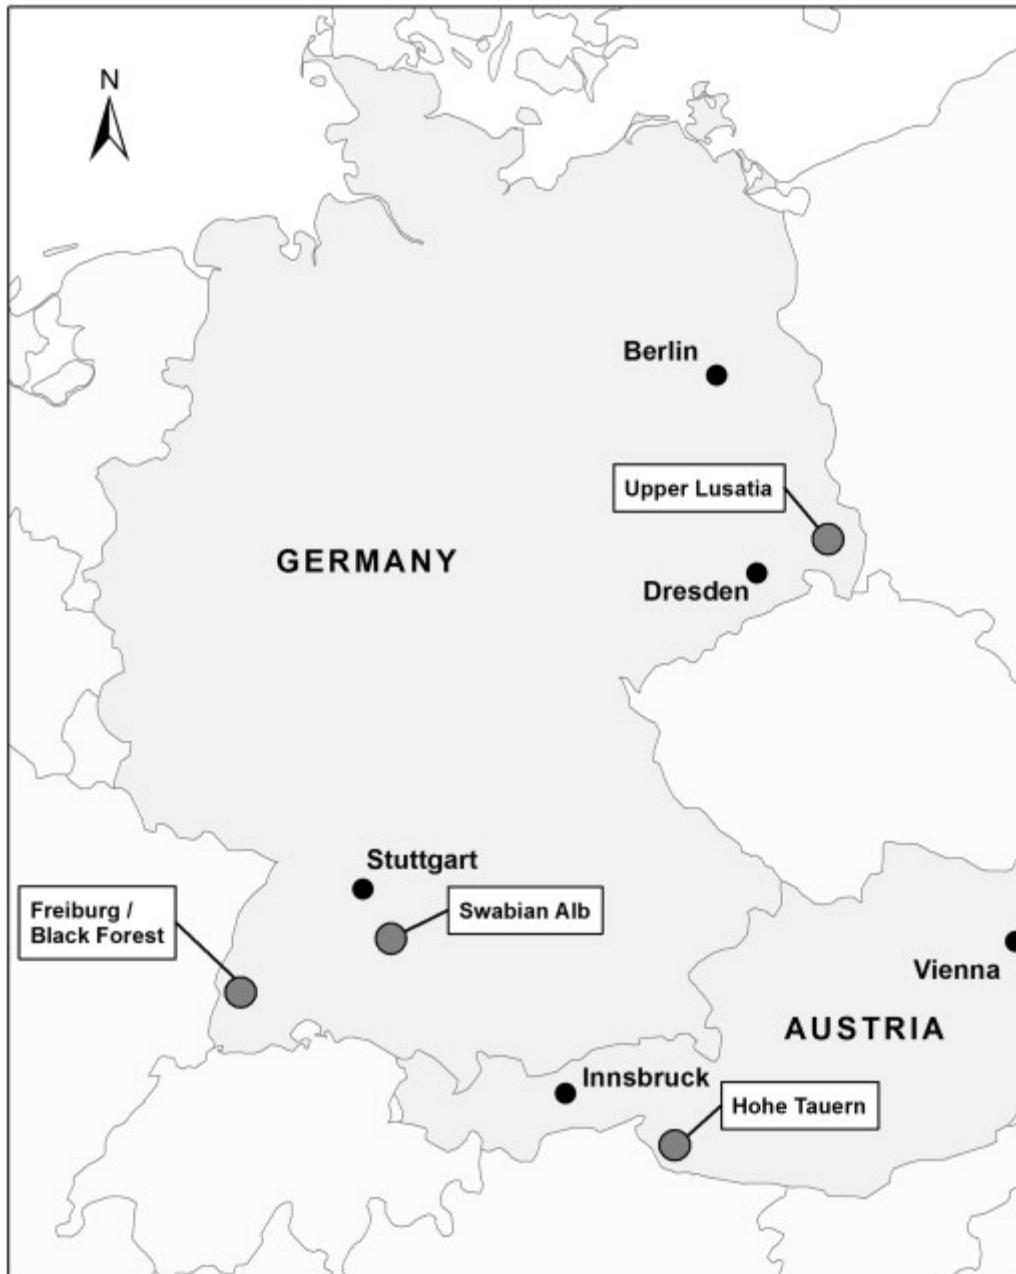 N
Berlin
Upper Lusatia
GERMANY
Dresden
Stuttgart
Freiburg /
Black Forest
Swabian Alb
Vienna
AUSTRIA
Innsbruck
Hohe Tauern